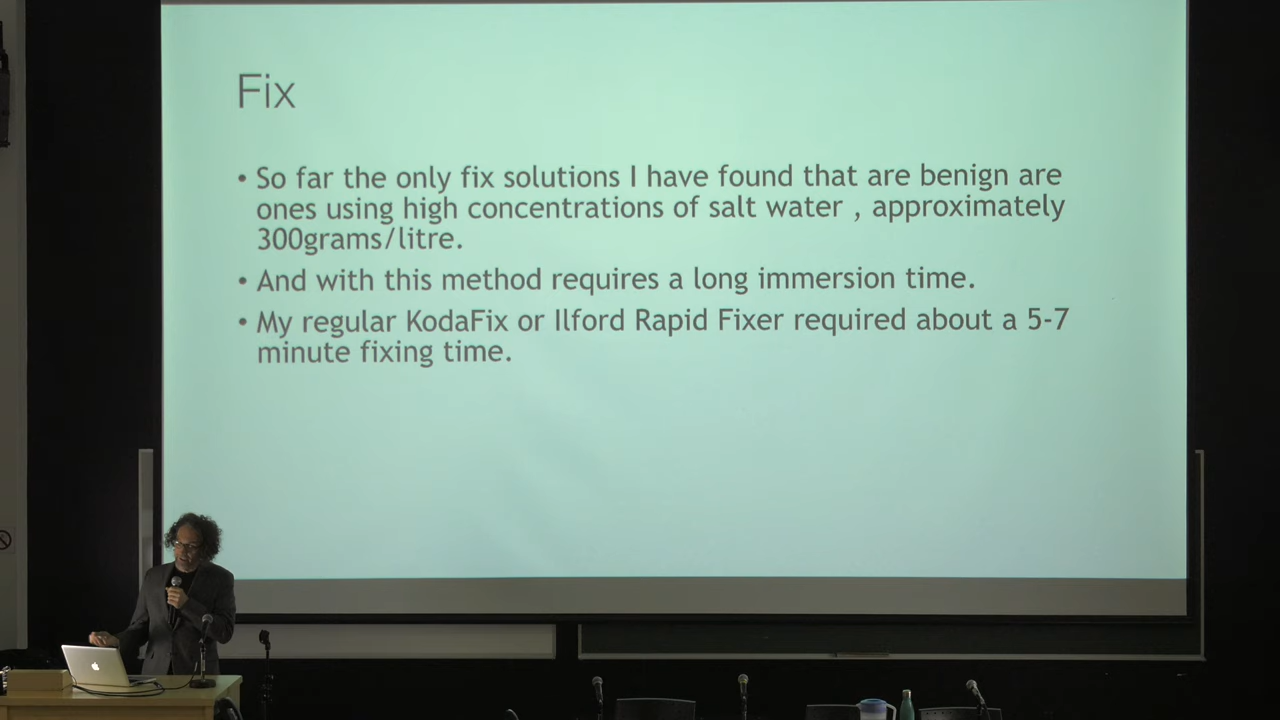 Fix
• So far the only fix solutions I have found that are benign are
ones using high concentrations of salt water , approximately
300grams/litre.
• And with this method requires a long immersion time.
• My regular KodaFix or Ilford Rapid Fixer required about a 5-7
minute fixing time.